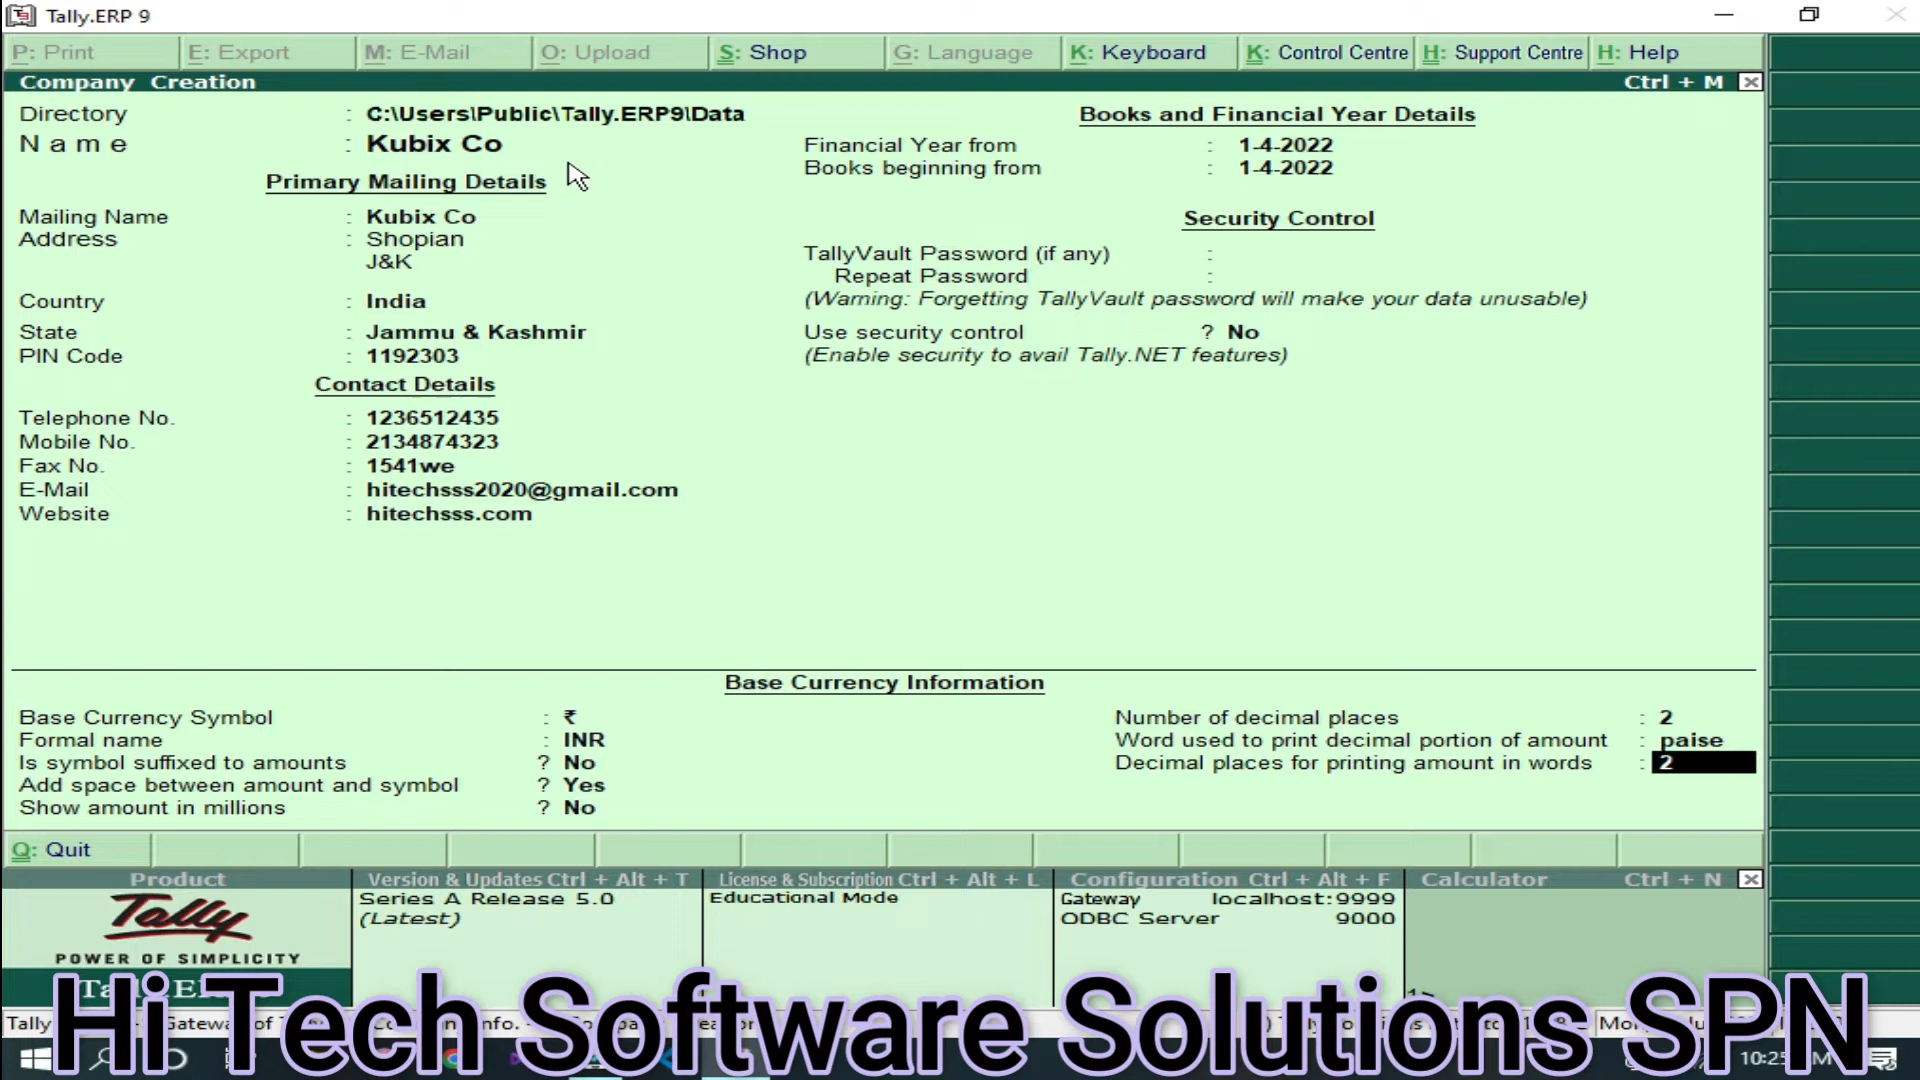 Tally.ERP 9
P: Print E: Export M: E-Mail O: Upload S: Shop G: Language K: Keyboard K: Control Centre H: Support Centre H: Help
Company Creation Ctrl + M
Directory : C:\Users\Public\Tally.ERP9\Data
Name : Kubix Co
Primary Mailing Details
Mailing Name : Kubix Co
Address : Shopian
J&K
Country : India
State : Jammu & Kashmir
PIN Code : 1192303
Contact Details
Telephone No. : 1236512435
Mobile No. : 2134874323
Fax No. : 1541we
E-Mail : hitechsss2020@gmail.com
Website : hitechsss.com
Books and Financial Year Details
Financial Year from : 1-4-2022
Books beginning from : 1-4-2022
Security Control
TallyVault Password (if any) :
Repeat Password :
(Warning: Forgetting TallyVault password will make your data unusable)
Use security control ? No
(Enable security to avail Tally.NET features)
Base Currency Information
Base Currency Symbol : ₹
Formal name : INR
Is symbol suffixed to amounts ? No
Add space between amount and symbol ? Yes
Show amount in millions ? No
Number of decimal places : 2
Word used to print decimal portion of amount : paise
Decimal places for printing amount in words : 2
Q: Quit
Product
Tally
POWER OF SIMPLICITY
Version & Updates Ctrl + Alt + T
Series A Release 5.0
(Latest)
License & Subscription Ctrl + Alt + L
Educational Mode
Configuration Ctrl + Alt + F
Gateway localhost:9999
ODBC Server 9000
Calculator Ctrl + N
Hi Tech Software Solutions SPN